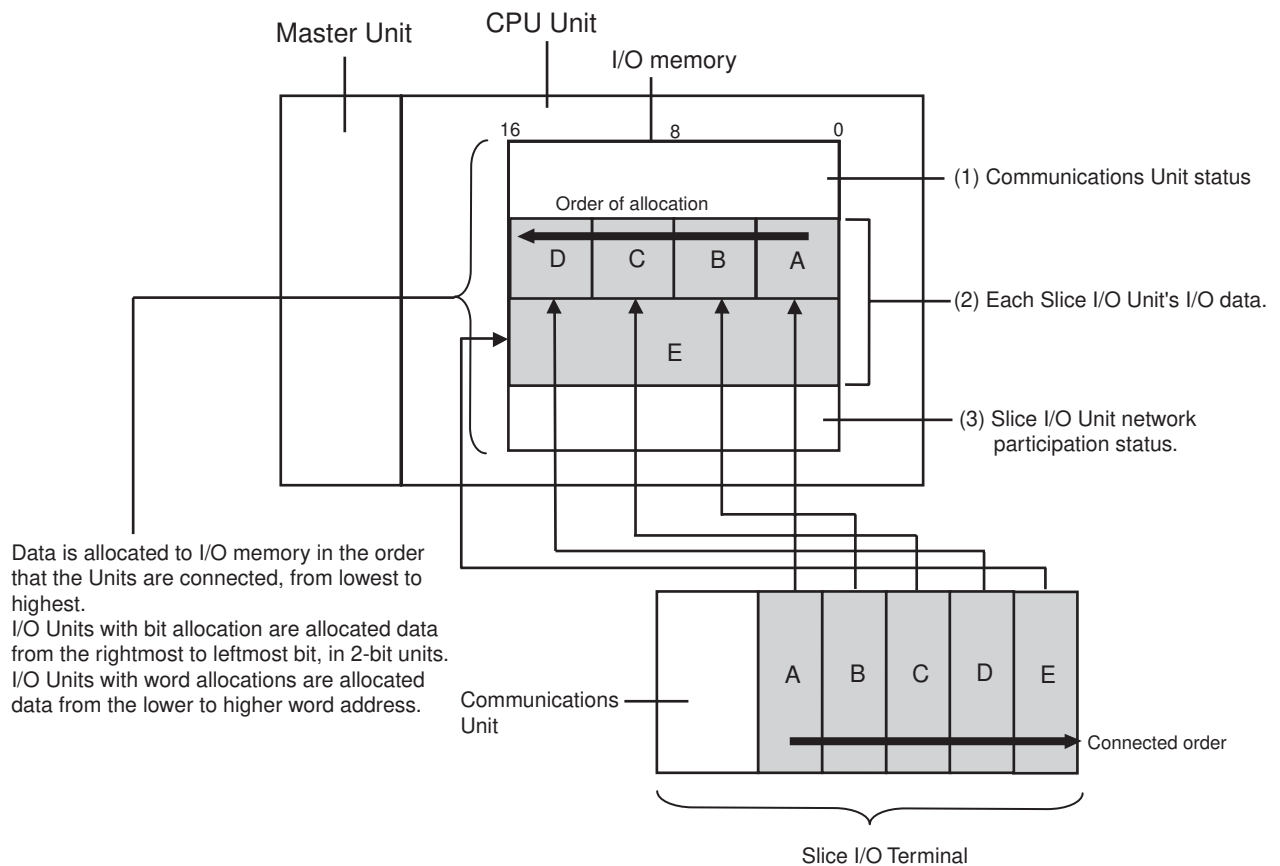 Master Unit
CPU Unit
I/O memory
16
8
0
(1) Communications Unit status
Order of allocation
D
C
B
A
(2) Each Slice I/O Unit's I/O data.
E
(3) Slice I/O Unit network
participation status.
Data is allocated to I/O memory in the order
that the Units are connected, from lowest to
highest.
I/O Units with bit allocation are allocated data
from the rightmost to leftmost bit, in 2-bit units.
I/O Units with word allocations are allocated
data from the lower to higher word address.
Communications
Unit
A
B
C
D
E
Connected order
Slice I/O Terminal